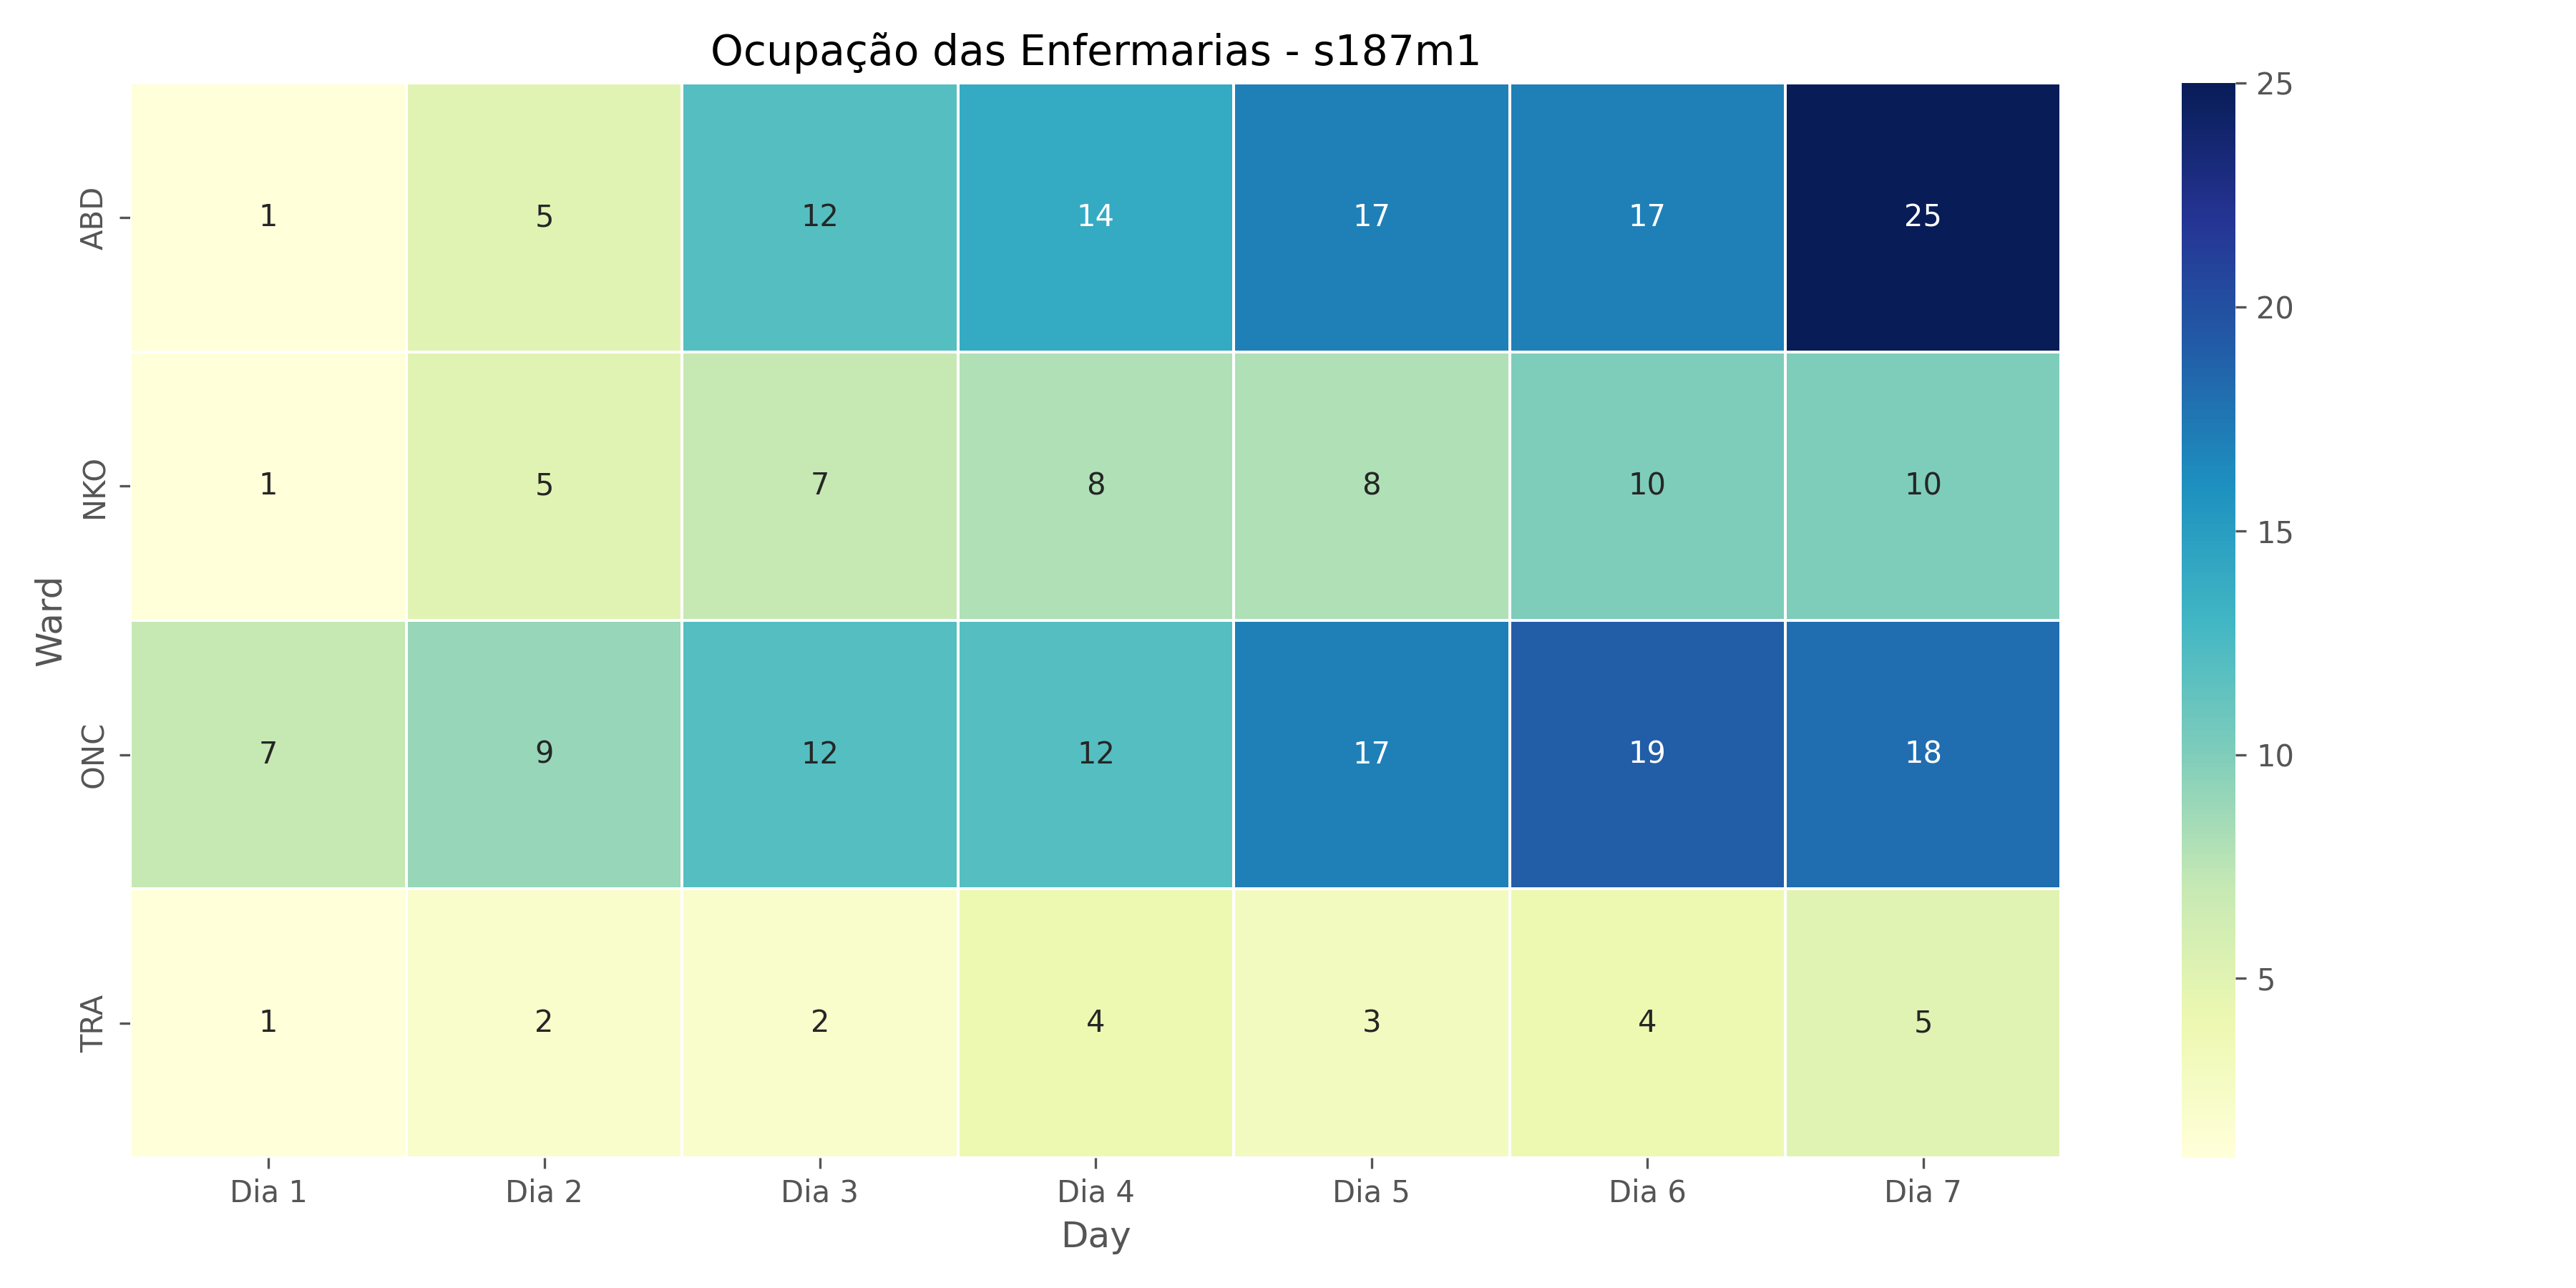 Ocupação das Enfermarias - s187m1
Ward
ABD 1 5 12 14 17 17 25
NKO 1 5 7 8 8 10 10
ONC 7 9 12 12 17 19 18
TRA 1 2 2 4 3 4 5
Dia 1 Dia 2 Dia 3 Dia 4 Dia 5 Dia 6 Dia 7
Day
25
20
15
10
5